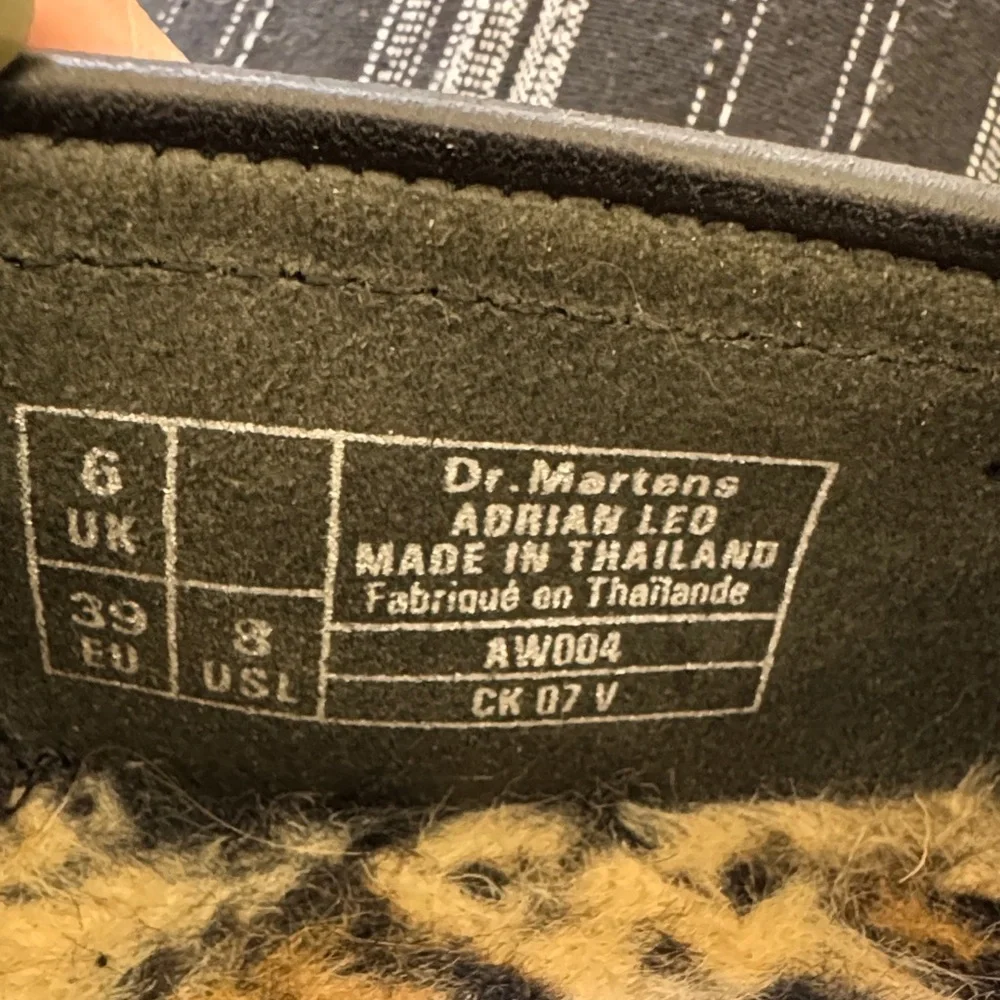 6
UK
39
EU
8
USL
Dr.Martens
ADRIAN LEO
MADE IN THAILAND
Fabriqué en Thaïlande
AW004
CK 07 V